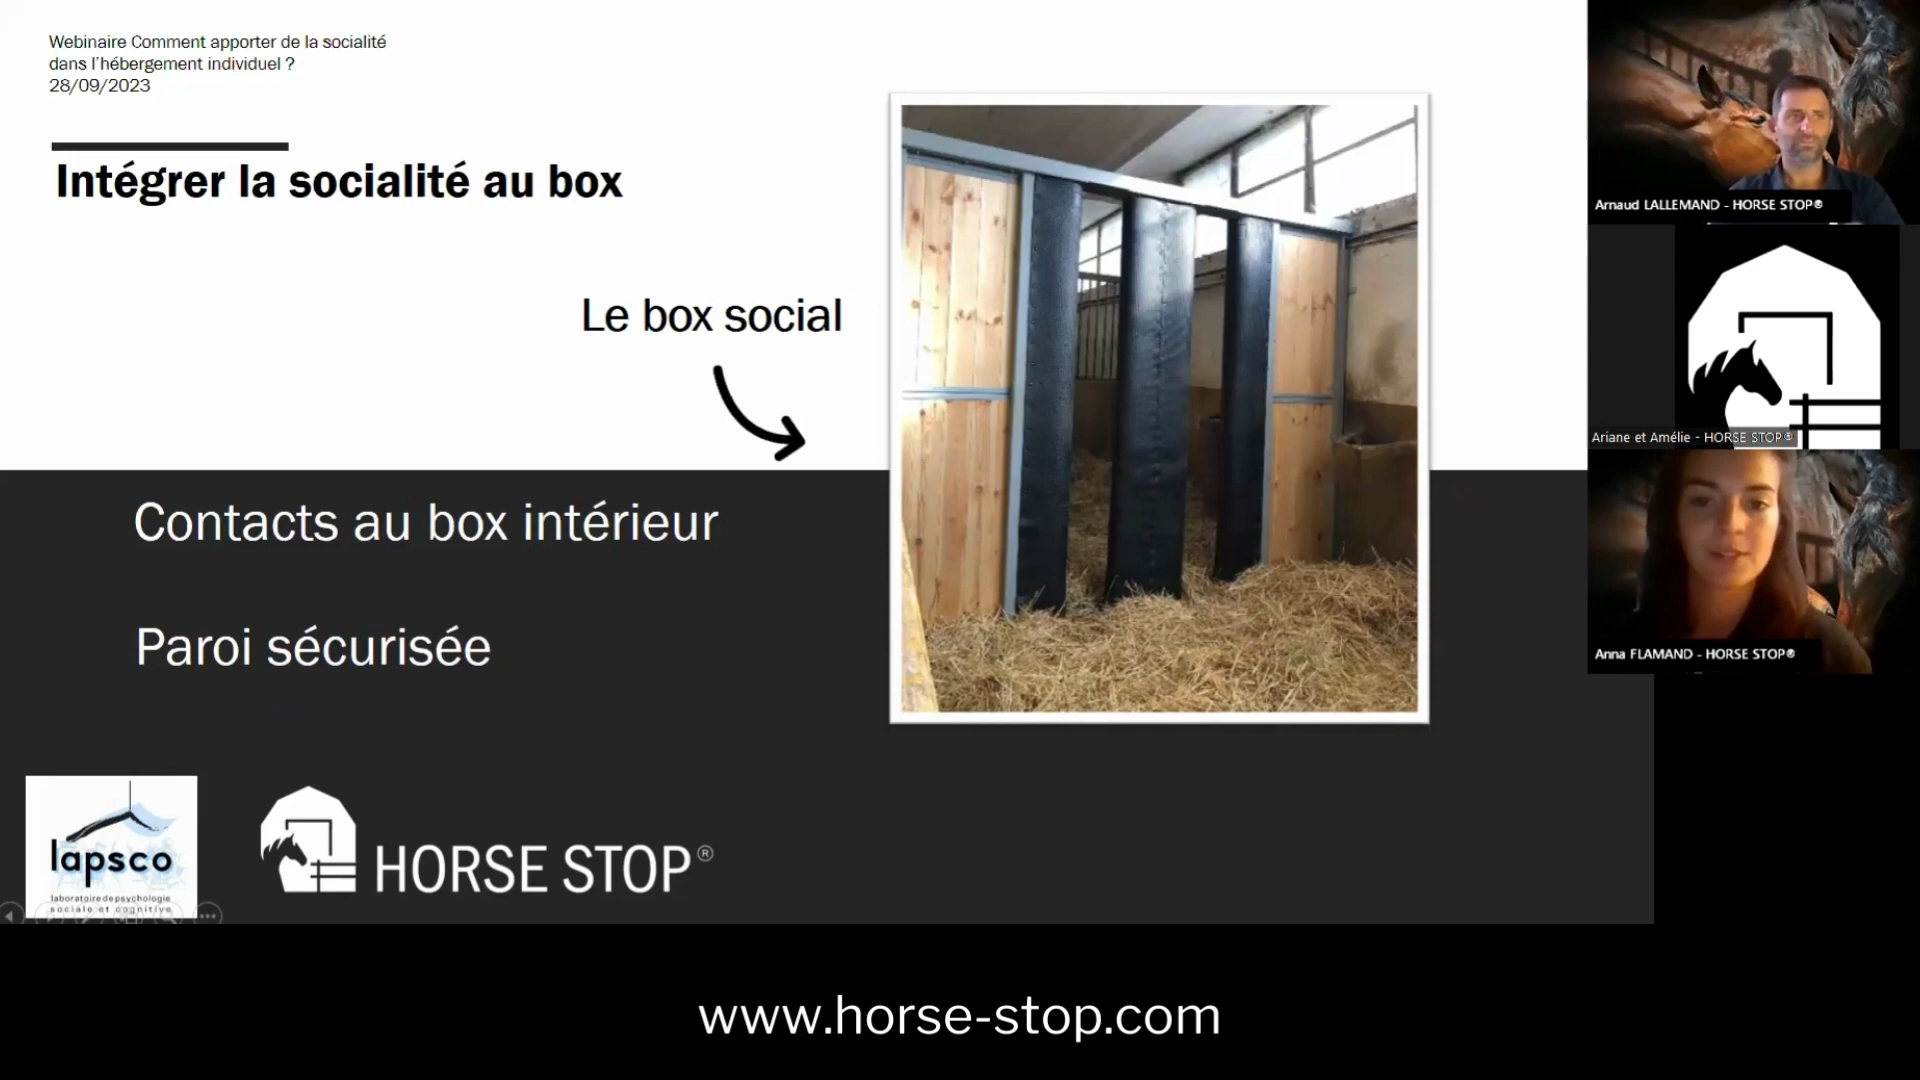 Webinaire Comment apporter de la socialité
dans l'hébergement individuel ?
28/09/2023
Intégrer la socialité au box
Le box social
Contacts au box intérieur
Paroi sécurisée
lapsco
laboratoire de psychologie
sociale et cognitive
HORSE STOP®
Arnaud LALLEMAND - HORSE STOP®
Ariane et Amélie - HORSE STOP®
Anna FLAMAND - HORSE STOP®
www.horse-stop.com